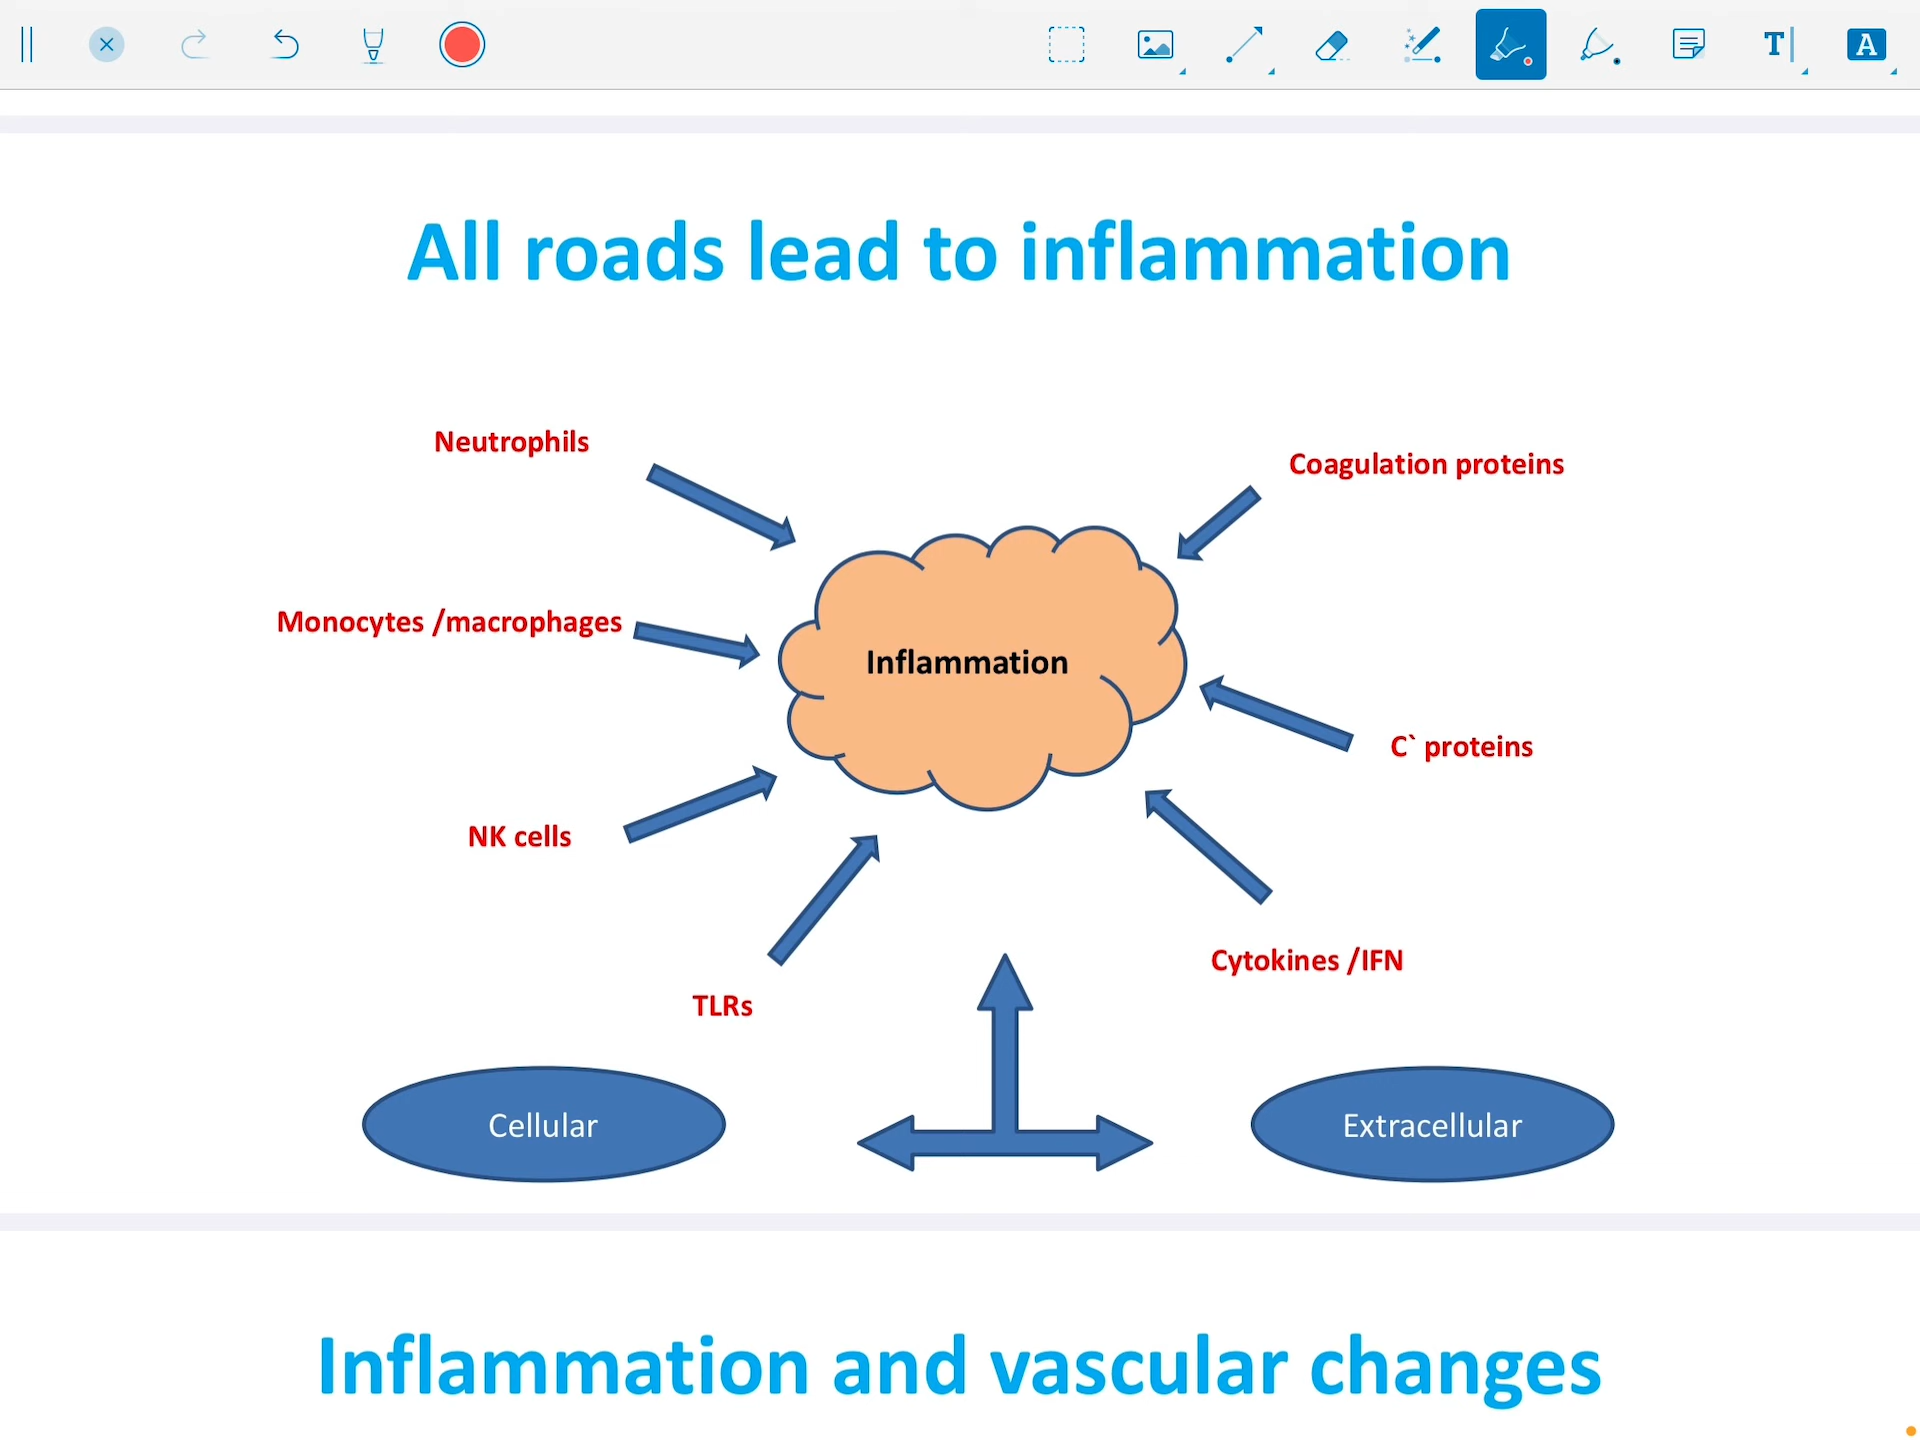 All roads lead to inflammation
Neutrophils
Coagulation proteins
Monocytes /macrophages
Inflammation
C` proteins
NK cells
Cytokines /IFN
TLRs
Cellular
Extracellular
Inflammation and vascular changes